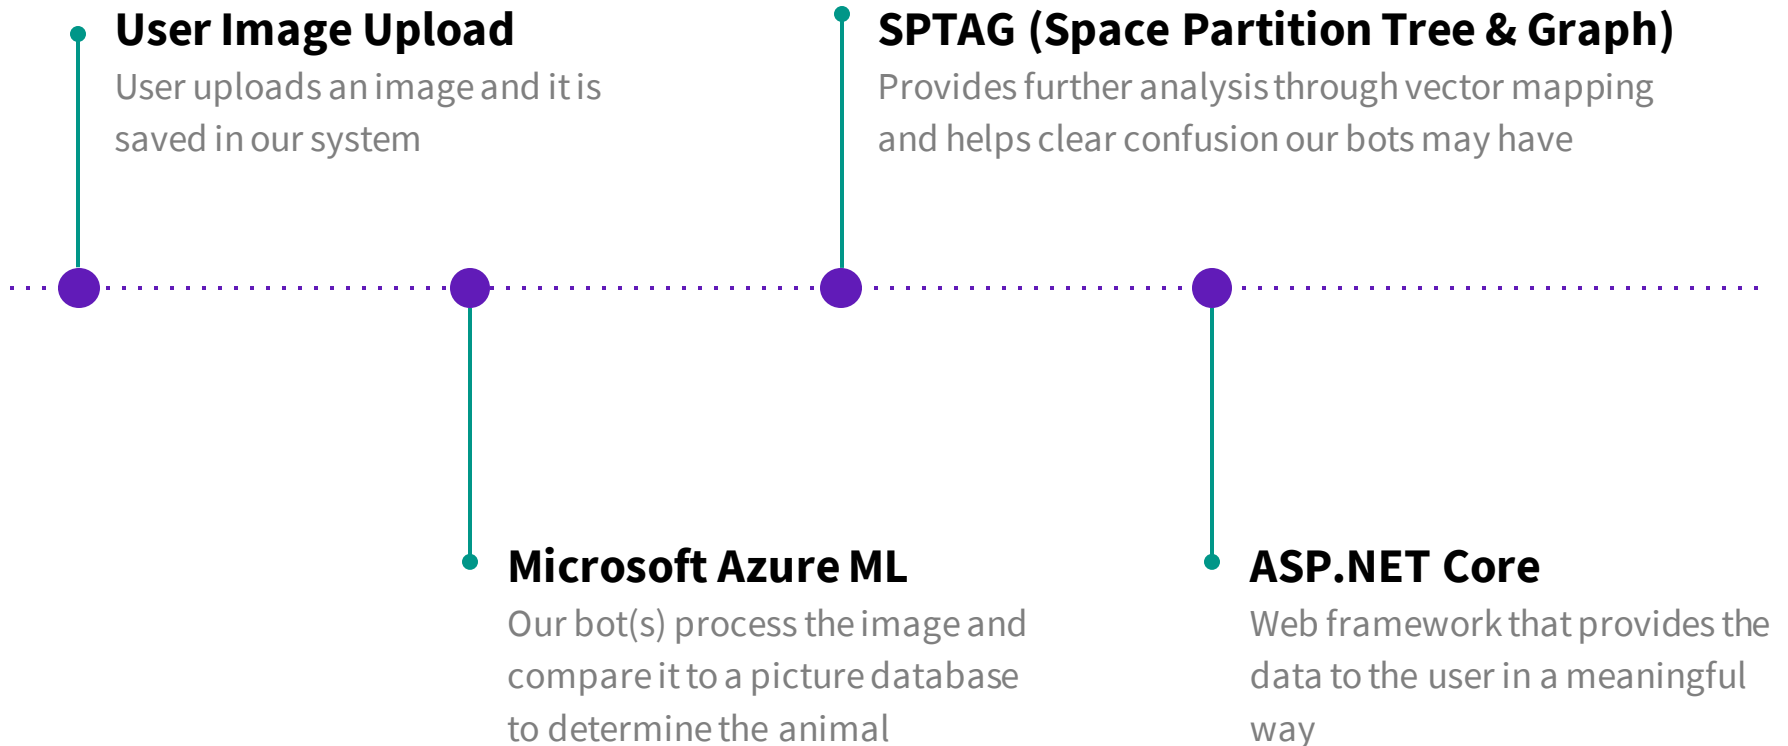 User Image Upload
User uploads an image and it is
saved in our system
SPTAG (Space Partition Tree & Graph)
Provides further analysis through vector mapping
and helps clear confusion our bots may have
Microsoft Azure ML
Our bot(s) process the image and
compare it to a picture database
to determine the animal
ASP.NET Core
Web framework that provides the
data to the user in a meaningful
way